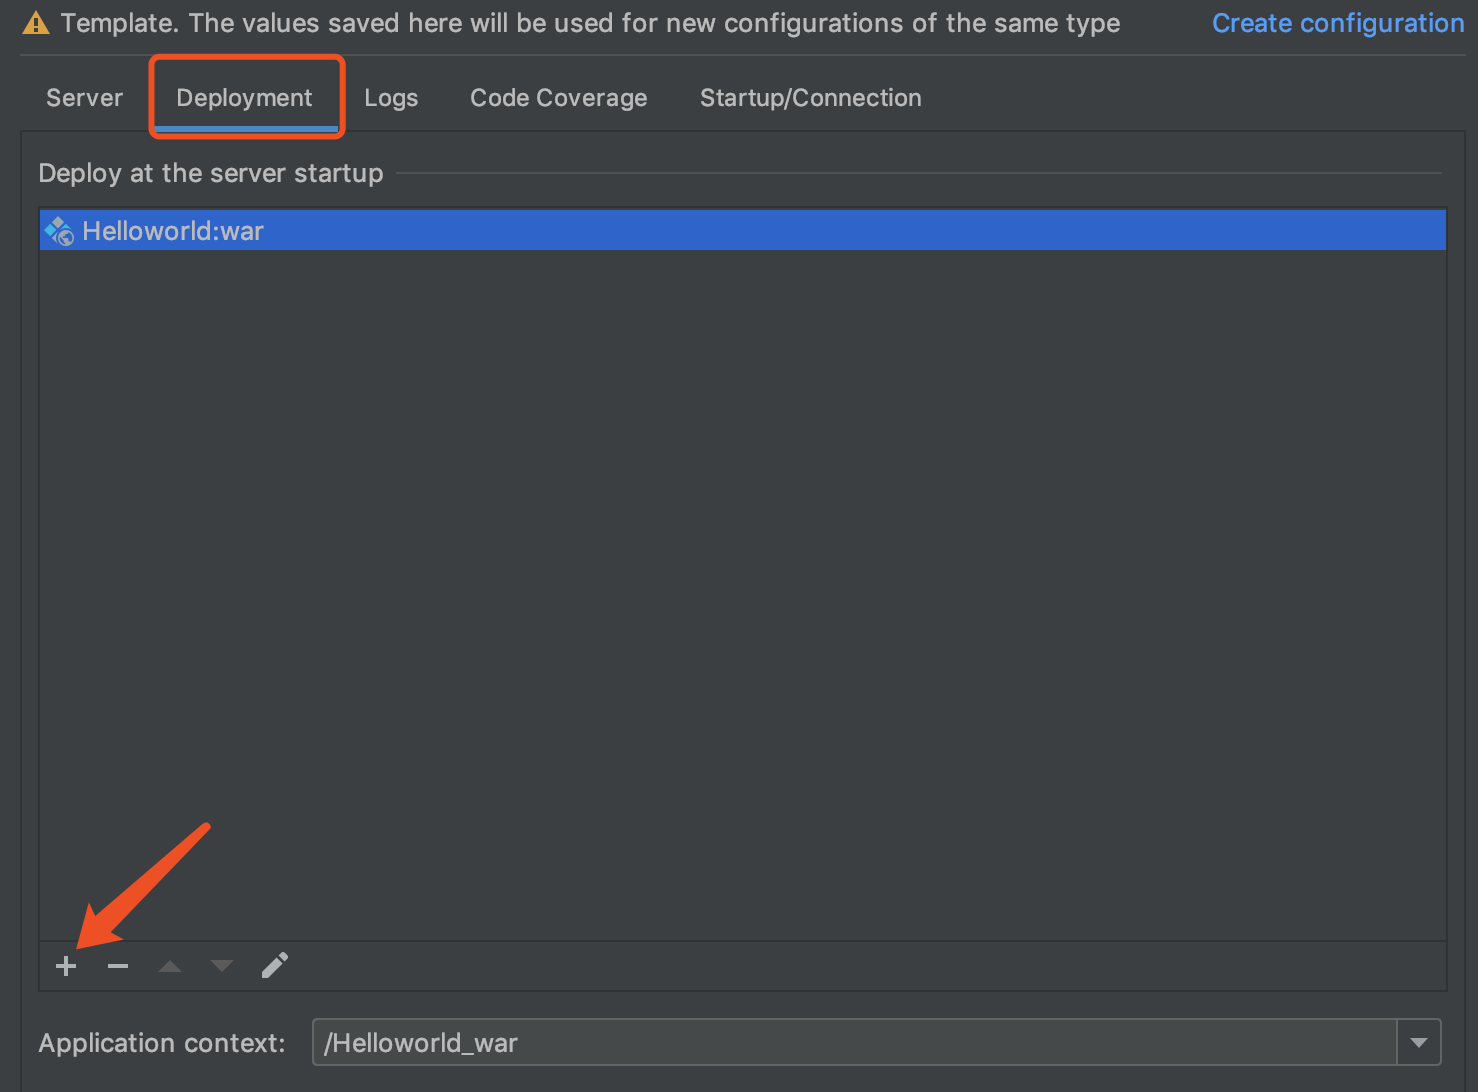 Template. The values saved here will be used for new configurations of the same type Create configuration
Server Deployment Logs Code Coverage Startup/Connection
Deploy at the server startup
Helloworld:war
Application context: /Helloworld_war